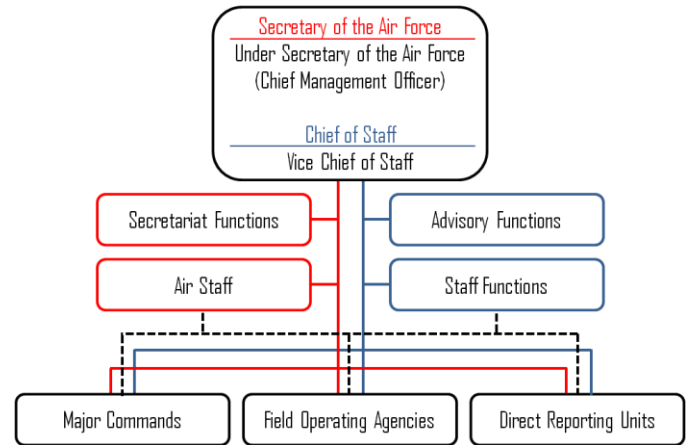 Secretary of the Air Force
Under Secretary of the Air Force
(Chief Management Officer)
Chief of Staff
Vice Chief of Staff
Secretariat Functions
Advisory Functions
Air Staff
Staff Functions
Major Commands
Field Operating Agencies
Direct Reporting Units